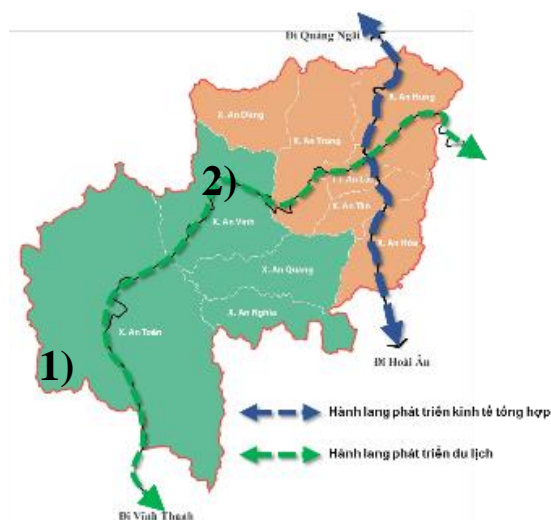 Đi Quảng Ngãi
X. An Hưng
X. An Dũng
X. An Trung
2)
X. An Tân
X. An Vinh
X. An Hòa
X. An Quang
X. An Nghĩa
X. An Toàn
1)
Đi Hoài Ân
Hành lang phát triển kinh tế tổng hợp
Hành lang phát triển du lịch
Đi Vĩnh Thạnh